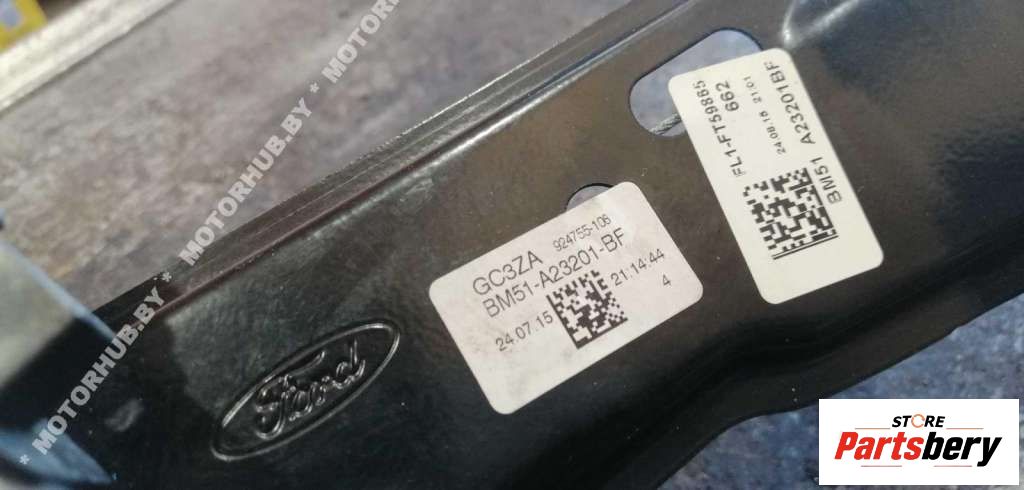 * MOTORHUB.BY * MOTORHUB.BY * MOTORHUB.BY *
Ford
GC3ZA 924755-106
BM51-A23201-BF
24.07.15 21:14:44
4
FL1-FT59865
662
24.08.15 21:01
BM51 A23201BF
STORE
Partsbery